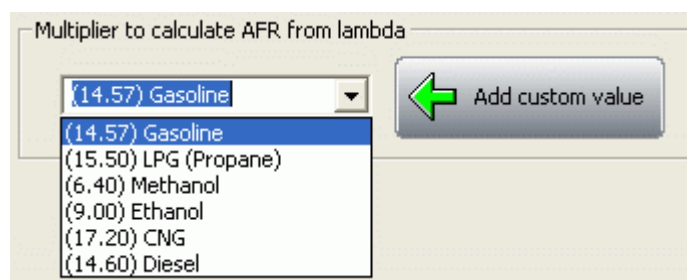 Multiplier to calculate AFR from lambda
(14.57) Gasoline
Add custom value
(14.57) Gasoline
(15.50) LPG (Propane)
(6.40) Methanol
(9.00) Ethanol
(17.20) CNG
(14.60) Diesel